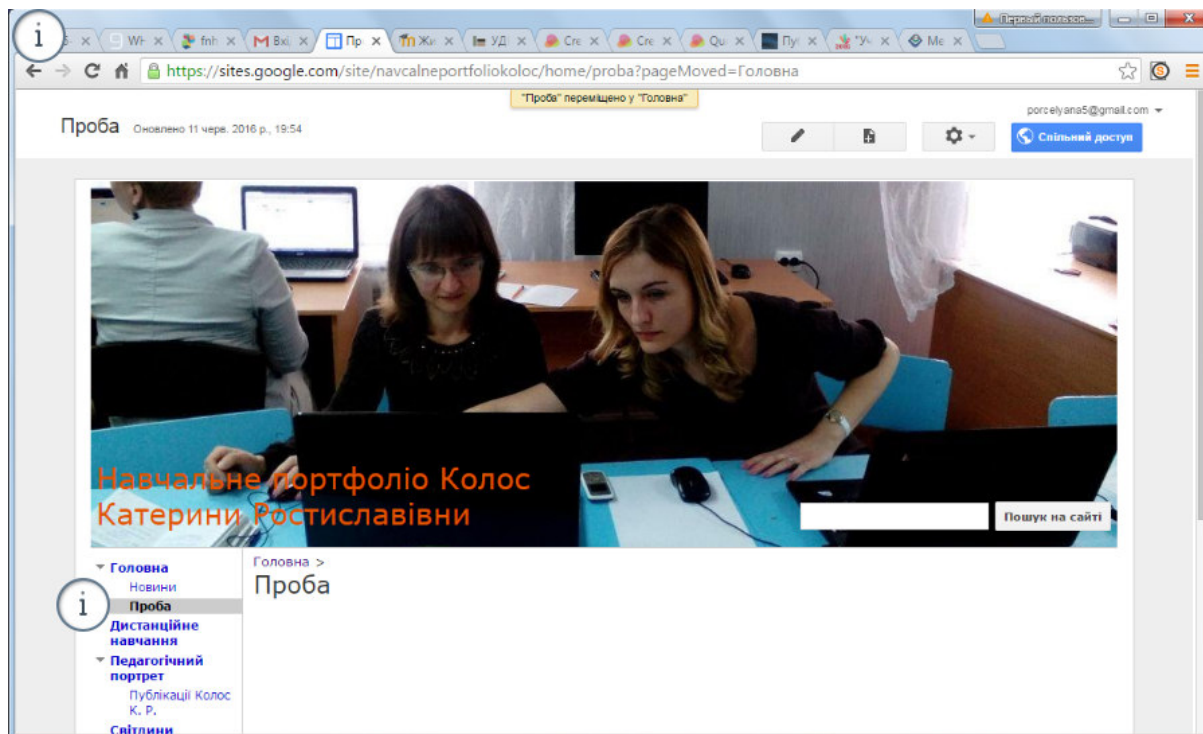 i
Первый пользов...
WH
fnh
Вхі
Пр
Жи
УД
Cre
Cre
Qu
Пу
Me
https://sites.google.com/site/navcalneportfoliokoloc/home/proba?pageMoved=Головна
"Проба" переміщено у "Головна"
porcelyana5@gmail.com
Проба Оновлено 11 черв. 2016 р., 19:54
Спільний доступ
Навчальне портфоліо Колос
Катерини Ростиславівни
Пошук на сайті
Головна
Новини
i
Проба
Дистанційне
навчання
Педагогічний
портрет
Публікації Колос
К. Р.
Світлини
Головна >
Проба